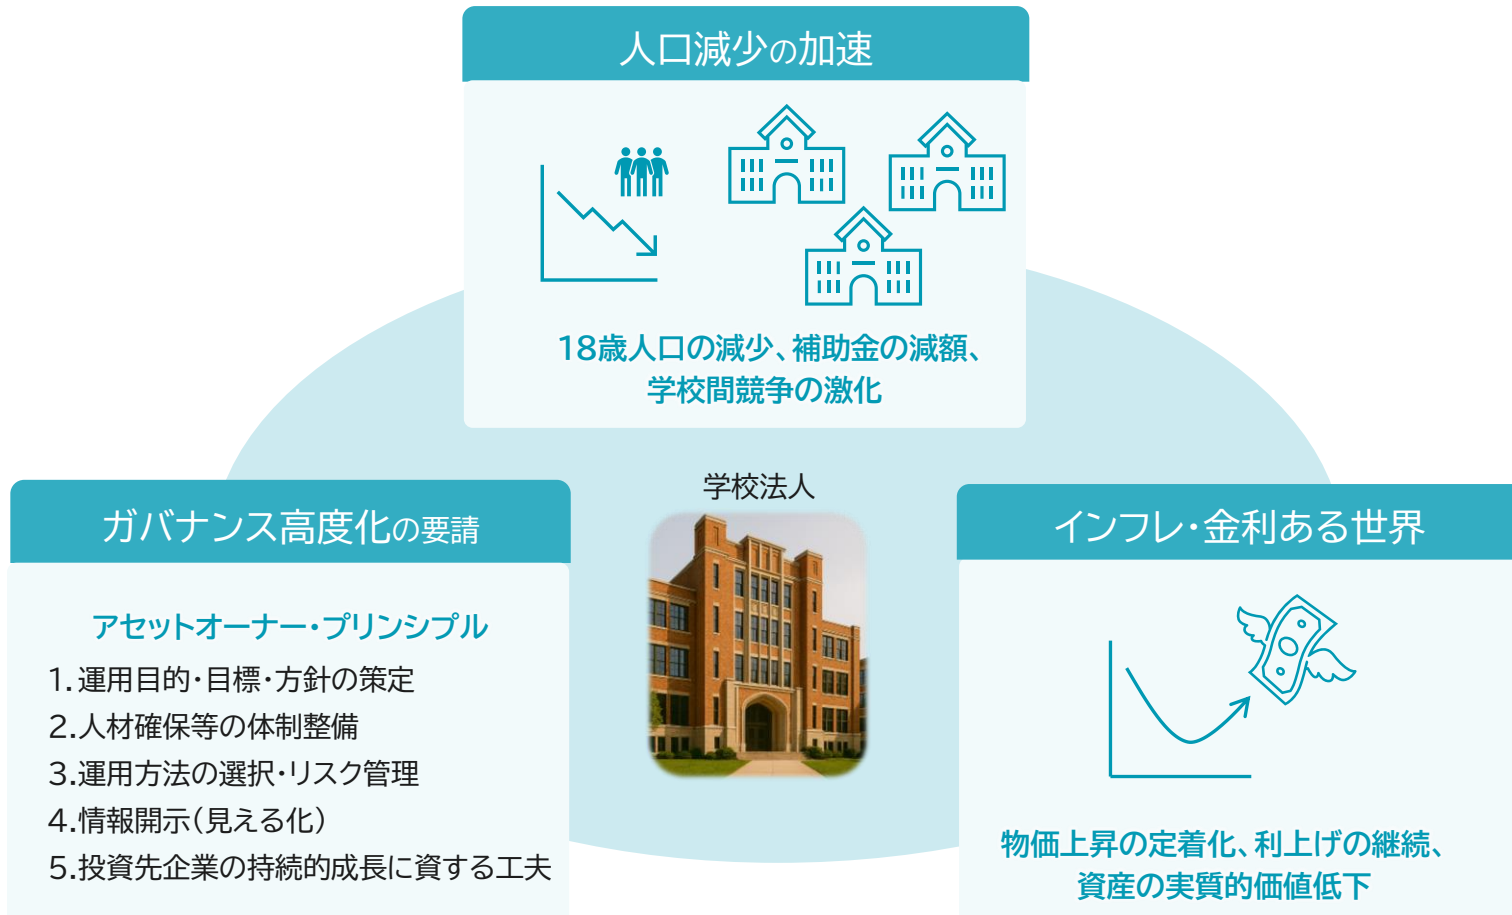 人口減少の加速
18歳人口の減少、補助金の減額、
学校間競争の激化
学校法人
ガバナンス高度化の要請
アセットオーナー・プリンシプル
1.運用目的・目標・方針の策定
2.人材確保等の体制整備
3.運用方法の選択・リスク管理
4.情報開示（見える化）
5.投資先企業の持続的成長に資する工夫
インフレ・金利ある世界
物価上昇の定着化、利上げの継続、
資産の実質的価値低下